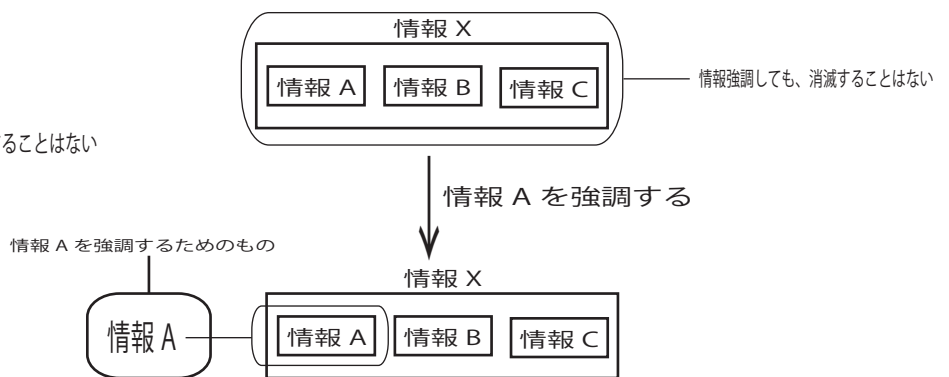 情報 X
情報 A
情報 B
情報 C
情報強調しても、消滅することはない
ることはない
情報 A を強調する
情報 A を強調するためのもの
情報 X
情報 A
情報 A
情報 B
情報 C